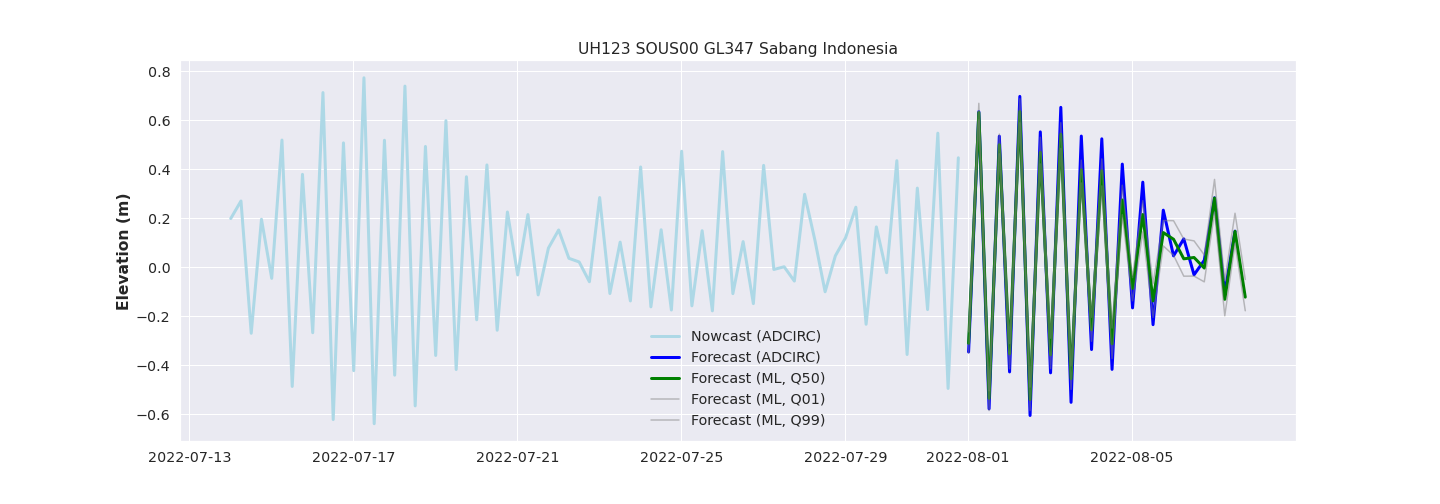 UH123 SOUS00 GL347 Sabang Indonesia
Elevation (m)
0.8
0.6
0.4
0.2
0.0
−0.2
−0.4
−0.6
Nowcast (ADCIRC)
Forecast (ADCIRC)
Forecast (ML, Q50)
Forecast (ML, Q01)
Forecast (ML, Q99)
2022-07-13 2022-07-17 2022-07-21 2022-07-25 2022-07-29 2022-08-01 2022-08-05